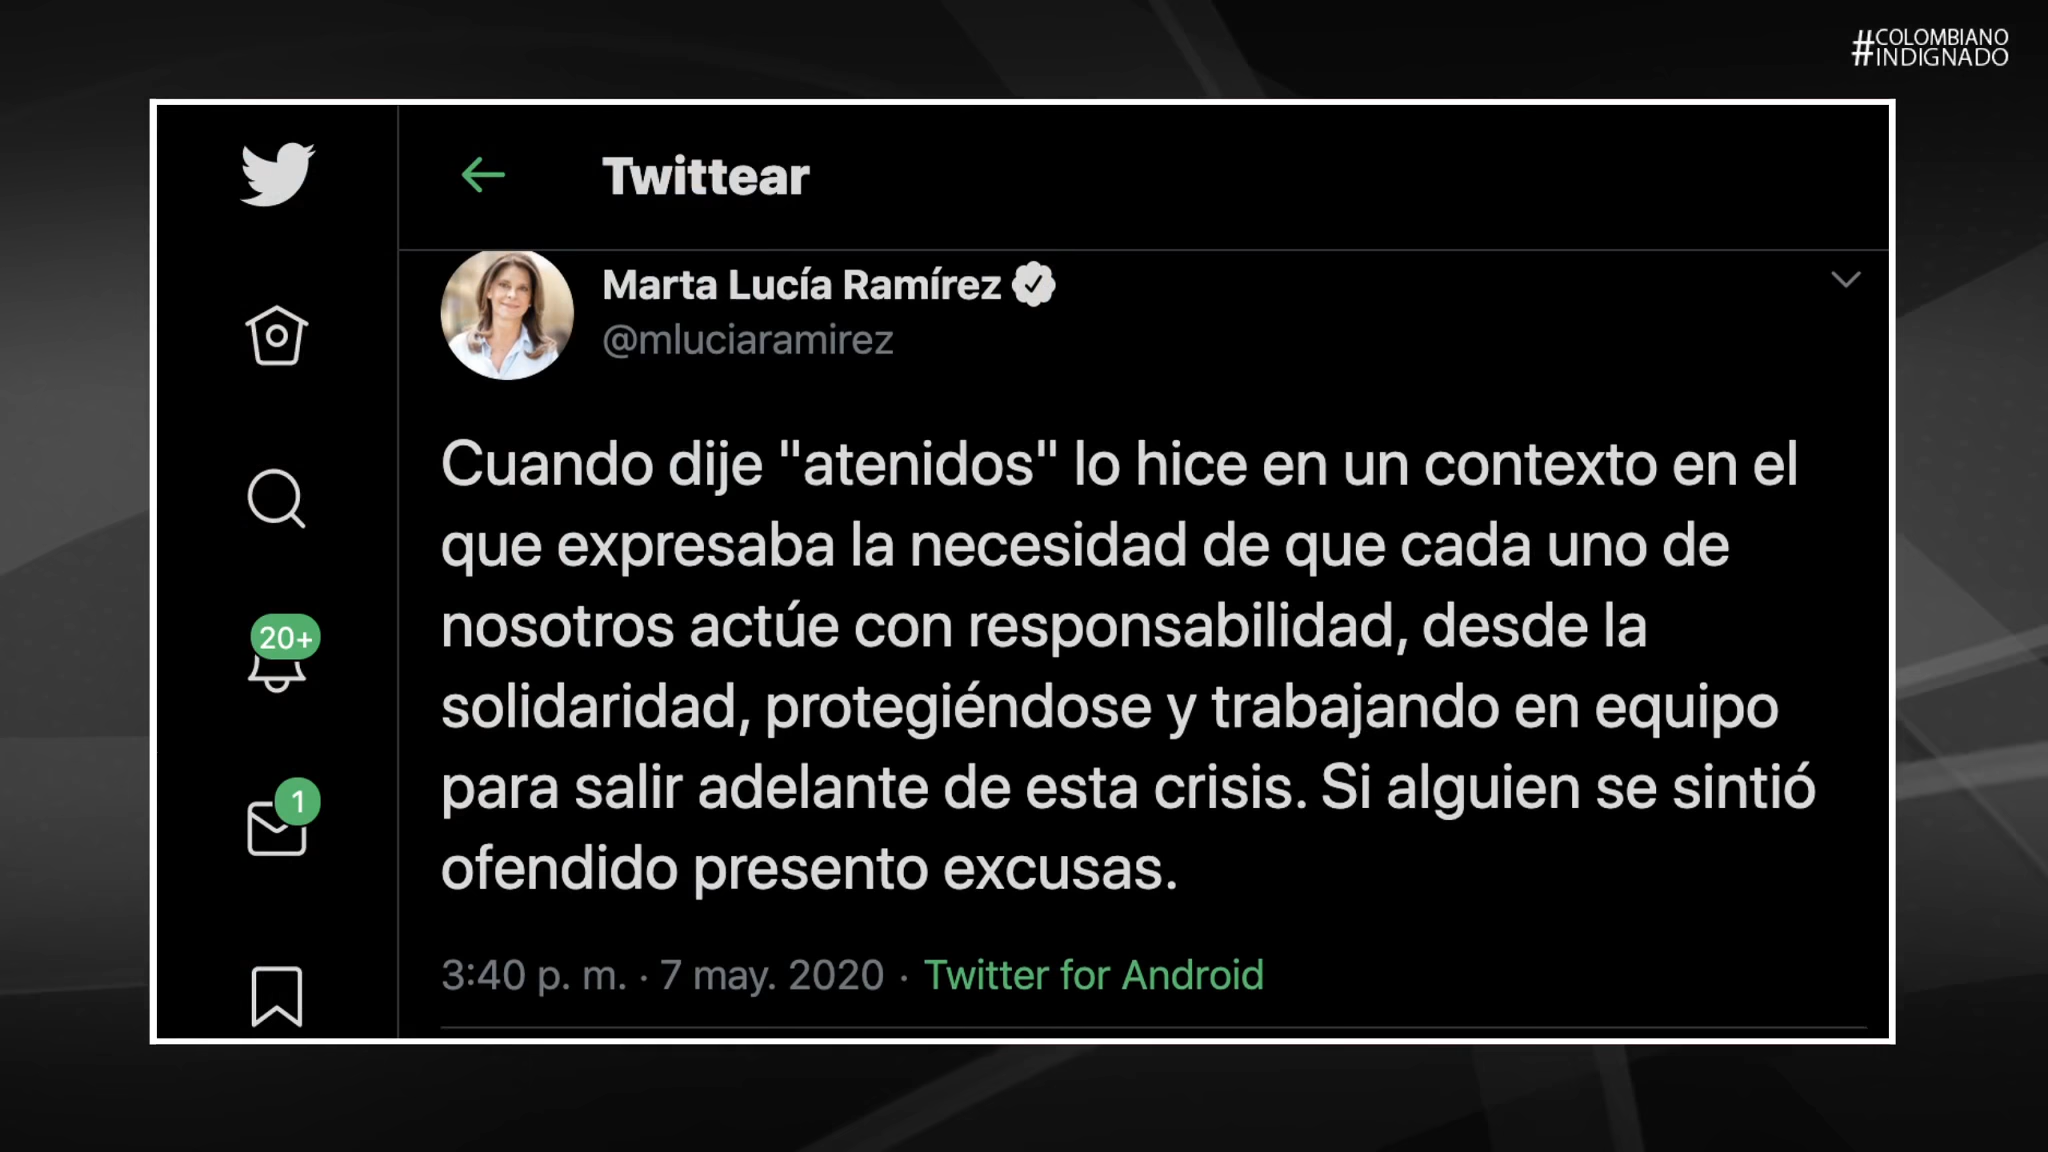 #COLOMBIANO
INDIGNADO
Twittear
Marta Lucía Ramírez
@mluciaramirez
Cuando dije "atenidos" lo hice en un contexto en el
que expresaba la necesidad de que cada uno de
nosotros actúe con responsabilidad, desde la
solidaridad, protegiéndose y trabajando en equipo
para salir adelante de esta crisis. Si alguien se sintió
ofendido presento excusas.
3:40 p. m. · 7 may. 2020 · Twitter for Android
20+
1